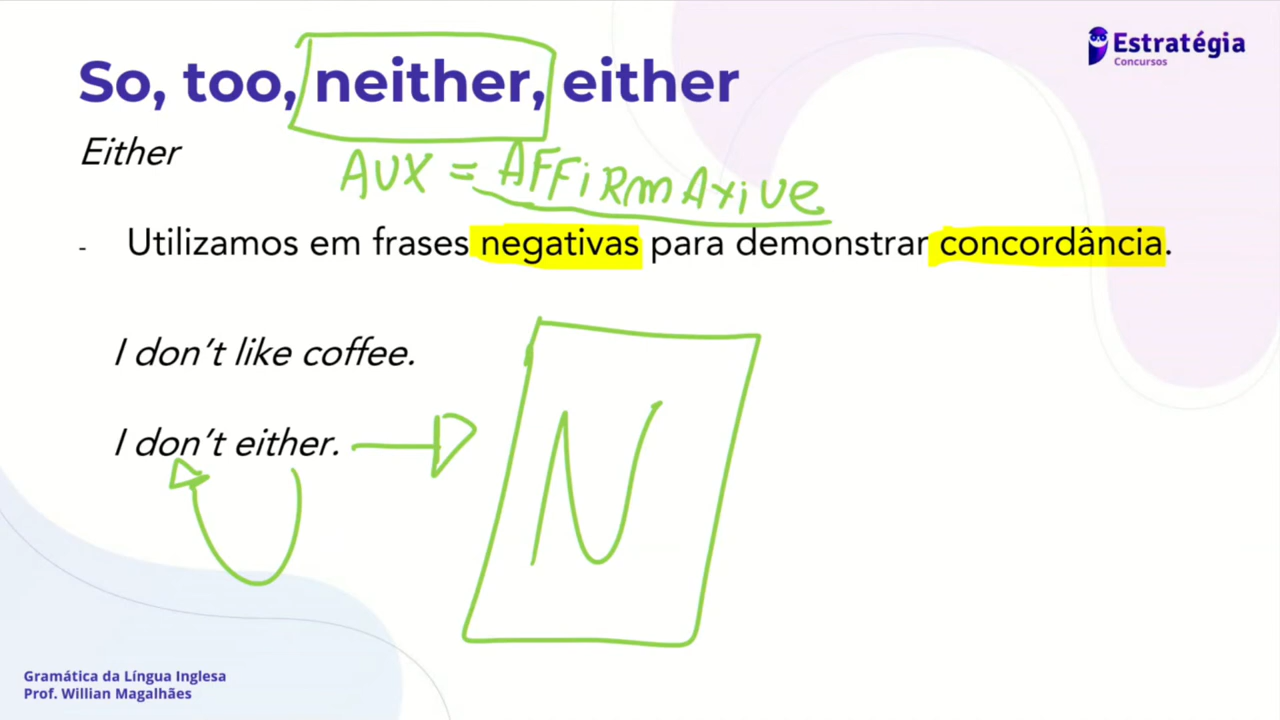 Estratégia
Concursos
So, too, neither, either
Either
AUX = AFFiRmAtive
- Utilizamos em frases negativas para demonstrar concordância.
I don’t like coffee.
I don’t either.
N
Gramática da Língua Inglesa
Prof. Willian Magalhães